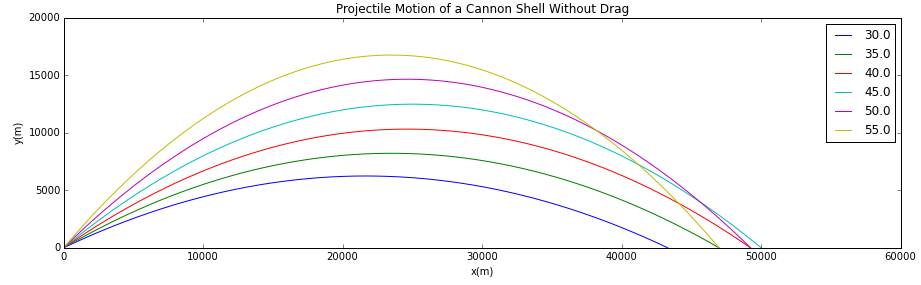 Projectile Motion of a Cannon Shell Without Drag
20000
15000
10000
5000
0
y(m)
30.0
35.0
40.0
45.0
50.0
55.0
0 10000 20000 30000 40000 50000 60000
x(m)